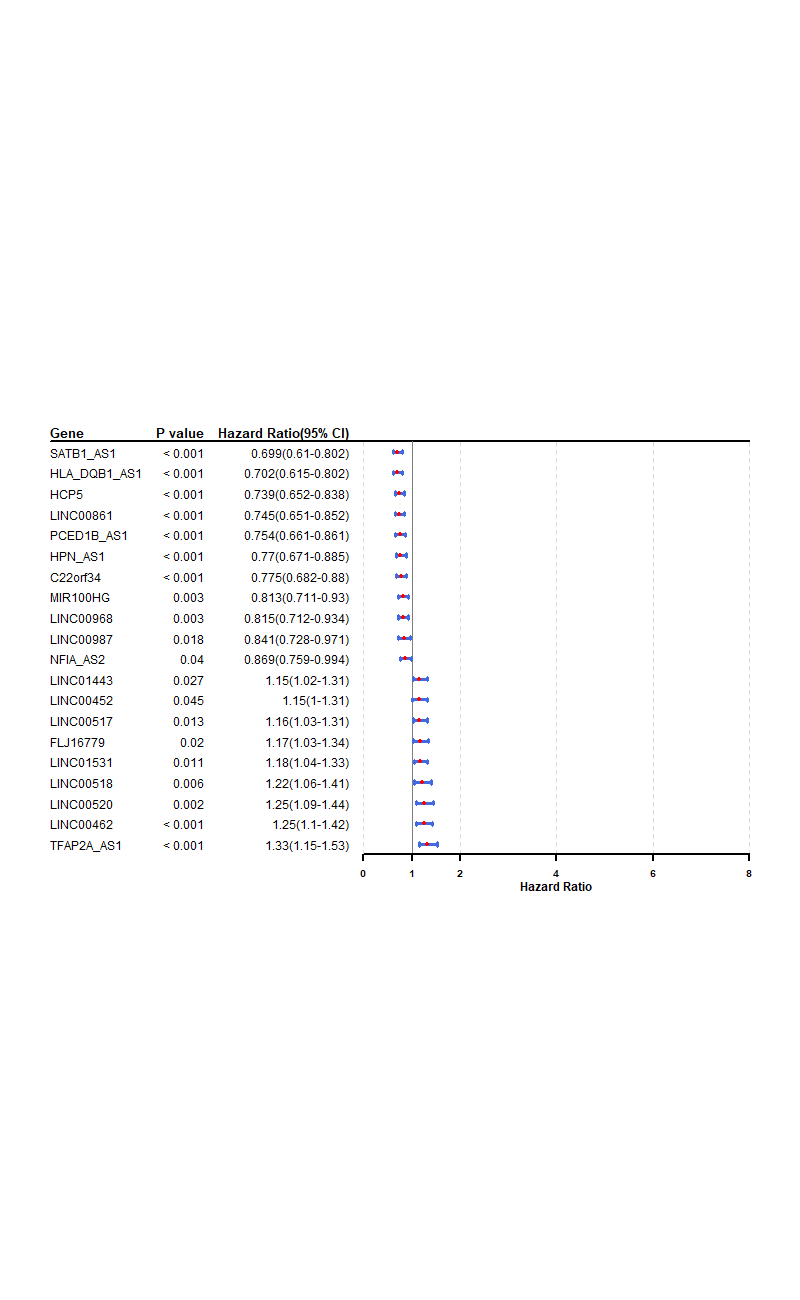 Gene P value Hazard Ratio(95% CI)
SATB1_AS1 < 0.001 0.699(0.61-0.802)
HLA_DQB1_AS1 < 0.001 0.702(0.615-0.802)
HCP5 < 0.001 0.739(0.652-0.838)
LINC00861 < 0.001 0.745(0.651-0.852)
PCED1B_AS1 < 0.001 0.754(0.661-0.861)
HPN_AS1 < 0.001 0.77(0.671-0.885)
C22orf34 < 0.001 0.775(0.682-0.88)
MIR100HG 0.003 0.813(0.711-0.93)
LINC00968 0.003 0.815(0.712-0.934)
LINC00987 0.018 0.841(0.728-0.971)
NFIA_AS2 0.04 0.869(0.759-0.994)
LINC01443 0.027 1.15(1.02-1.31)
LINC00452 0.045 1.15(1-1.31)
LINC00517 0.013 1.16(1.03-1.31)
FLJ16779 0.02 1.17(1.03-1.34)
LINC01531 0.011 1.18(1.04-1.33)
LINC00518 0.006 1.22(1.06-1.41)
LINC00520 0.002 1.25(1.09-1.44)
LINC00462 < 0.001 1.25(1.1-1.42)
TFAP2A_AS1 < 0.001 1.33(1.15-1.53)
0 1 2 4 6 8
Hazard Ratio